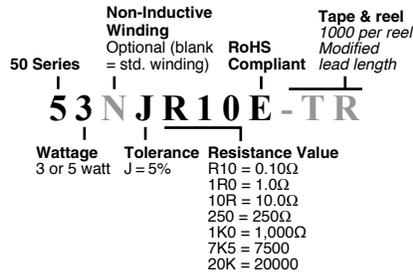 Non-Inductive
Winding
Optional (blank
= std. winding)
50 Series
RoHS
Compliant
Tape & reel
1000 per reel
Modified
lead length
53NJR10E-TR
Wattage
3 or 5 watt
Tolerance
J = 5%
Resistance Value
R10 = 0.10Ω
1R0 = 1.0Ω
10R = 10.0Ω
250 = 250Ω
1K0 = 1,000Ω
7K5 = 7500
20K = 20000